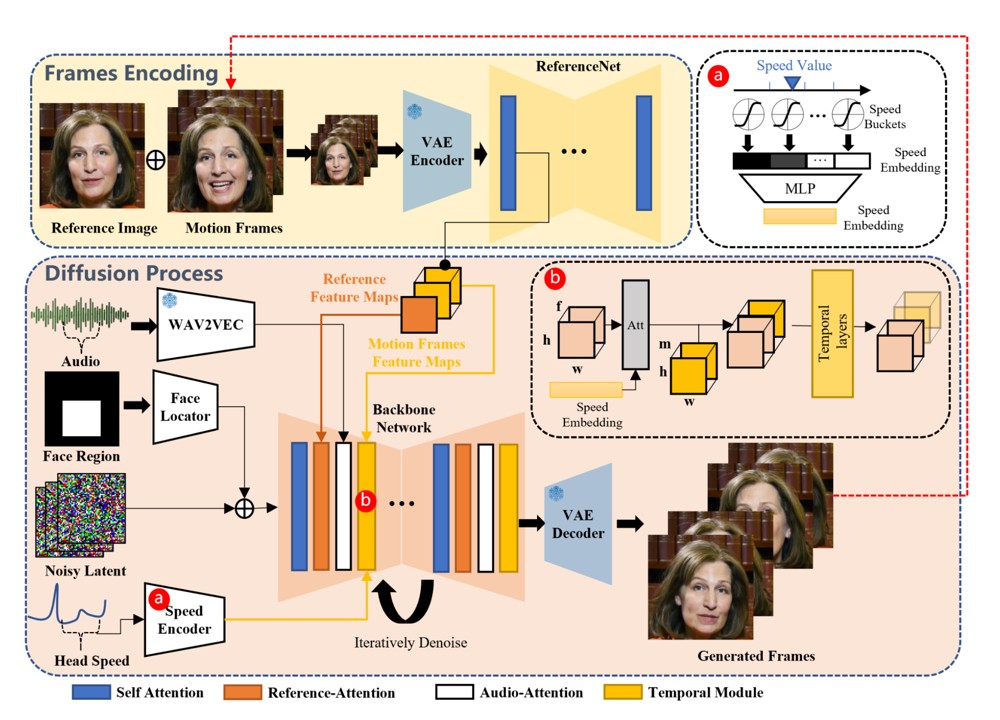 Frames Encoding
Reference Image
Motion Frames
VAE
Encoder
ReferenceNet
...
a
Speed Value
...
Speed
Buckets
...
Speed
Embedding
MLP
Speed
Embedding
Diffusion Process
Audio
WAV2VEC
Reference
Feature Maps
Motion Frames
Feature Maps
Face Region
Face
Locator
Noisy Latent
Head Speed
a
Speed
Encoder
Backbone
Network
b
...
Iteratively Denoise
VAE
Decoder
Generated Frames
b
f
h
w
Att
Speed
Embedding
m
h
w
Temporal
layers
Self Attention
Reference-Attention
Audio-Attention
Temporal Module